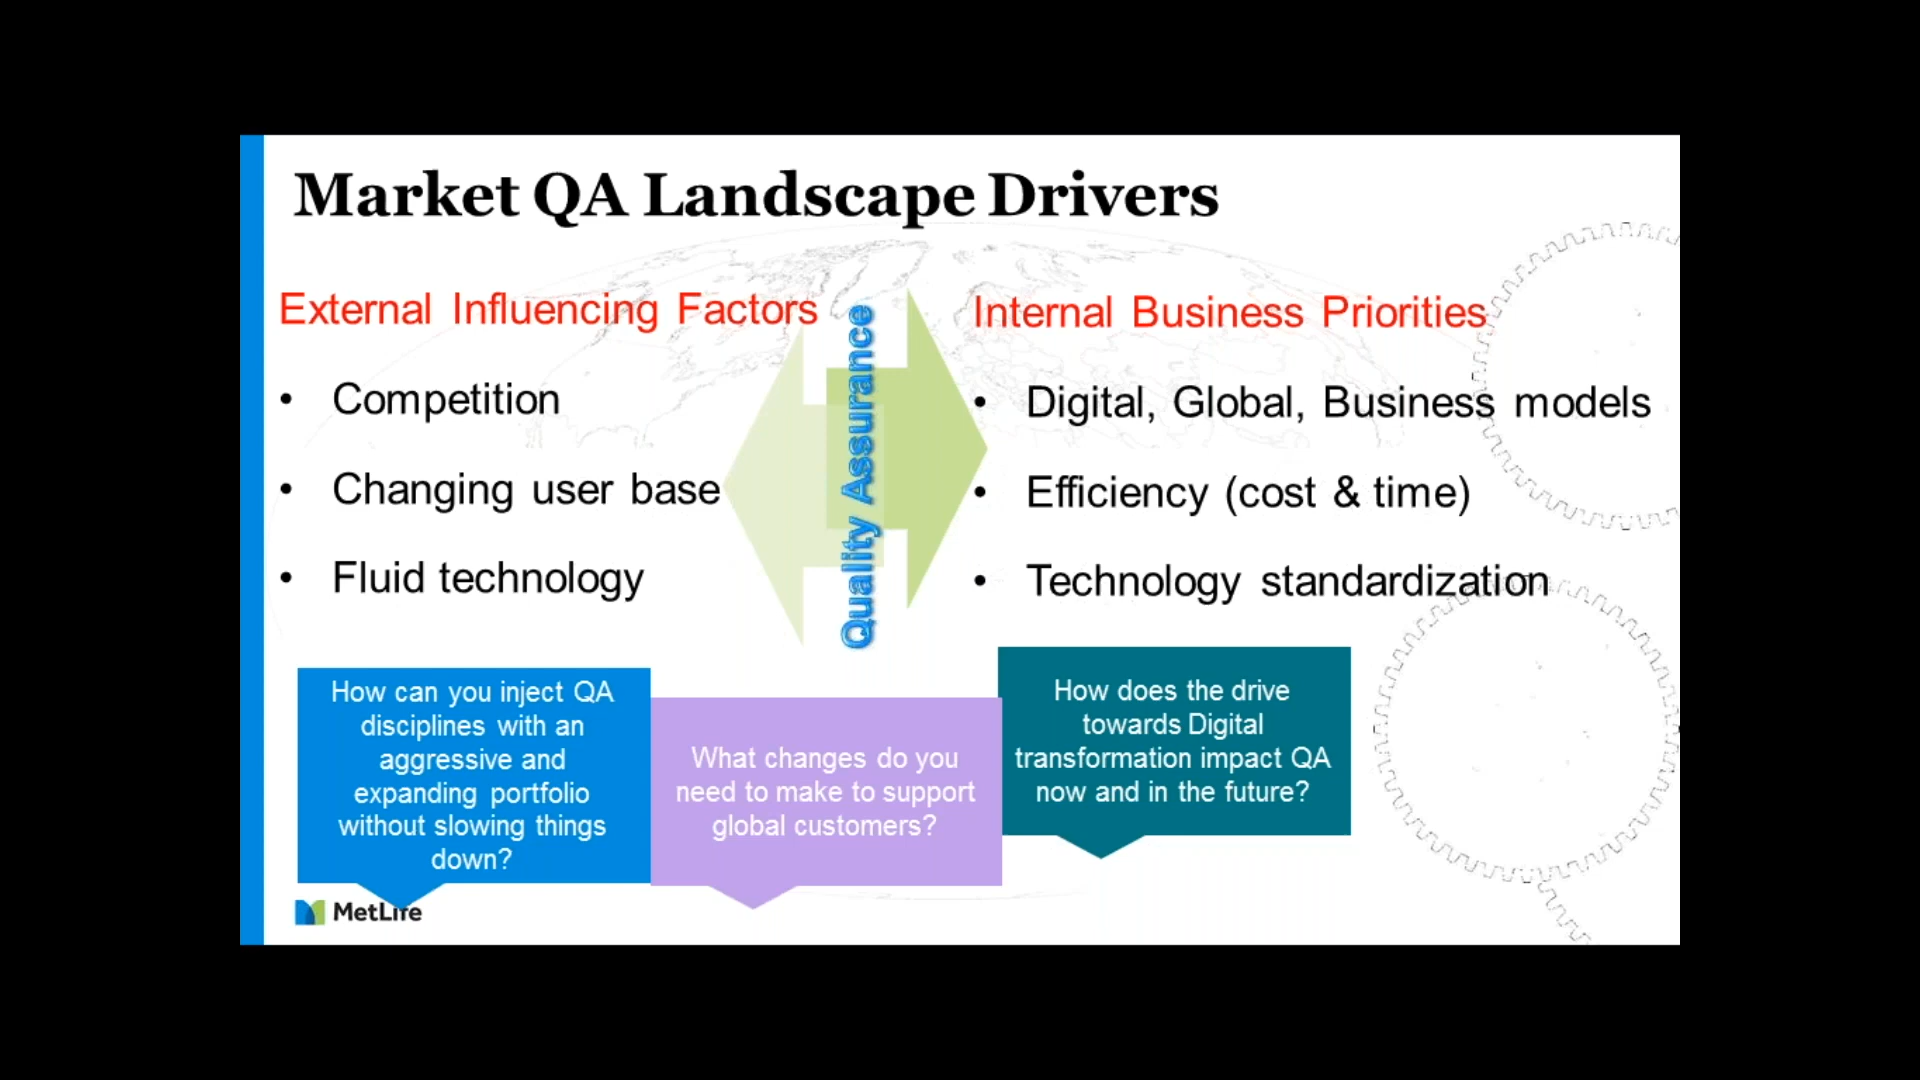 Market QA Landscape Drivers
External Influencing Factors
• Competition
• Changing user base
• Fluid technology
Quality Assurance
Internal Business Priorities
• Digital, Global, Business models
• Efficiency (cost & time)
• Technology standardization
How can you inject QA
disciplines with an
aggressive and
expanding portfolio
without slowing things
down?
What changes do you
need to make to support
global customers?
How does the drive
towards Digital
transformation impact QA
now and in the future?
MetLife